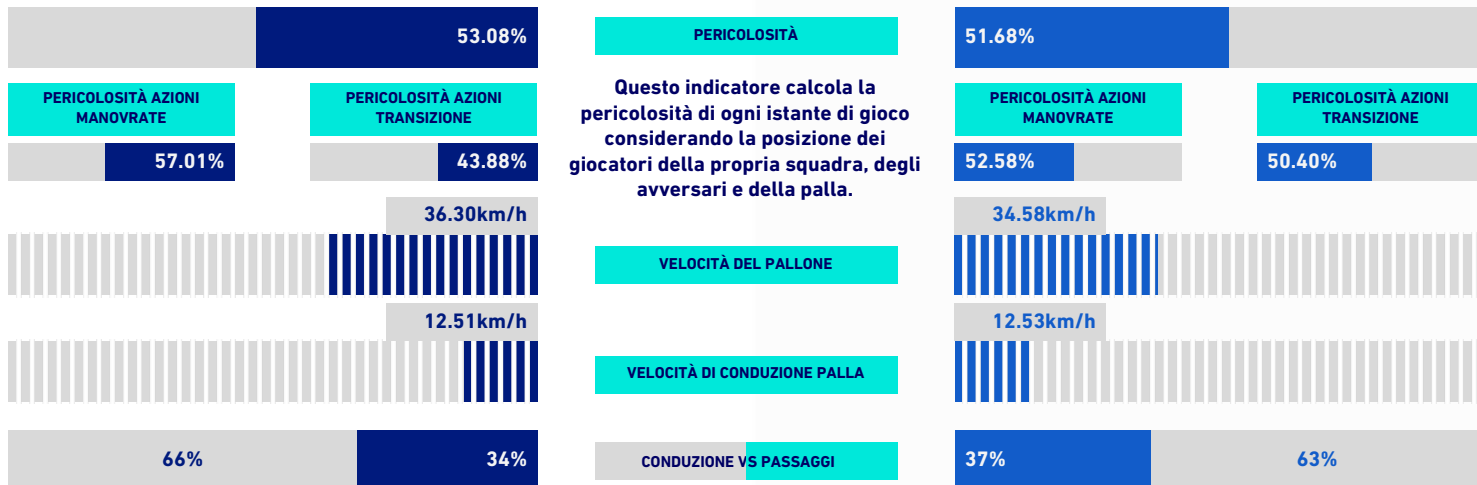 53.08%
PERICOLOSITÀ
51.68%
PERICOLOSITÀ AZIONI
MANOVRATE
PERICOLOSITÀ AZIONI
TRANSIZIONE
57.01%
43.88%
Questo indicatore calcola la
pericolosità di ogni istante di gioco
considerando la posizione dei
giocatori della propria squadra, degli
avversari e della palla.
PERICOLOSITÀ AZIONI
MANOVRATE
PERICOLOSITÀ AZIONI
TRANSIZIONE
52.58%
50.40%
36.30km/h
VELOCITÀ DEL PALLONE
34.58km/h
12.51km/h
VELOCITÀ DI CONDUZIONE PALLA
12.53km/h
66%
34%
CONDUZIONE VS PASSAGGI
37%
63%